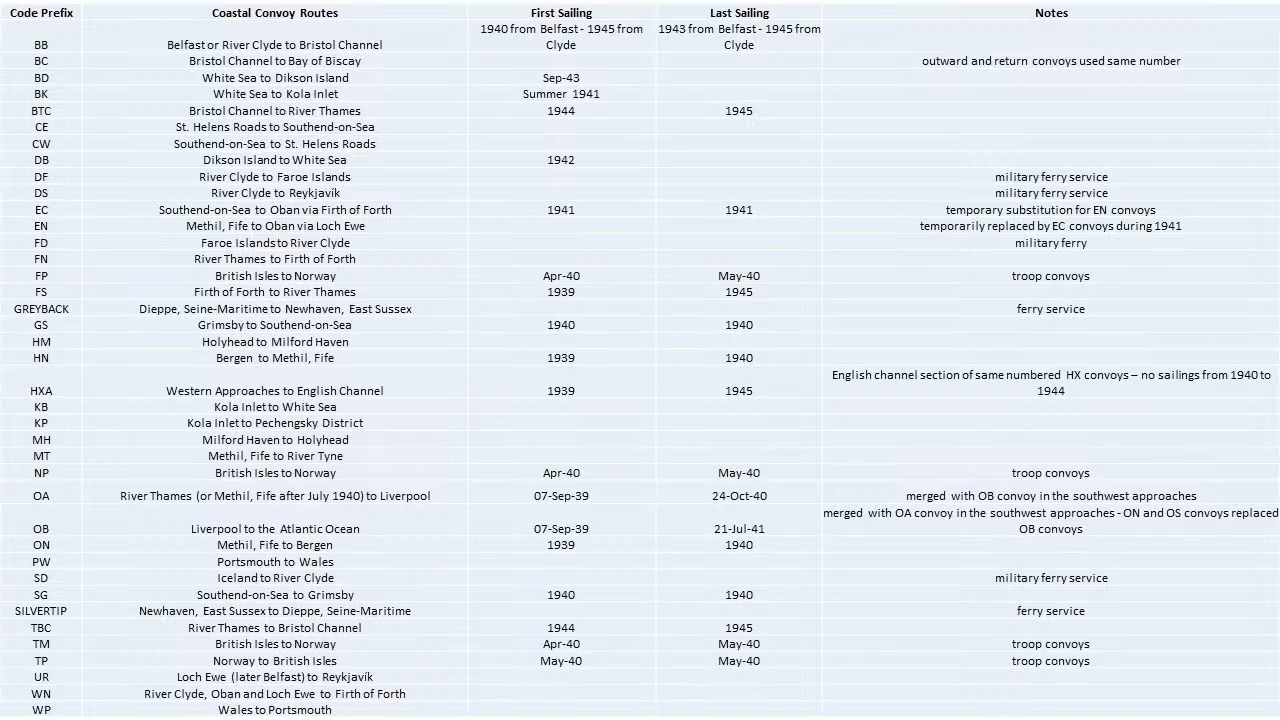 Code Prefix Coastal Convoy Routes First Sailing Last Sailing Notes
BB Belfast or River Clyde to Bristol Channel 1940 from Belfast - 1945 from Clyde 1943 from Belfast - 1945 from Clyde
BC Bristol Channel to Bay of Biscay outward and return convoys used same number
BD White Sea to Dikson Island Sep-43
BK White Sea to Kola Inlet Summer 1941
BTC Bristol Channel to River Thames 1944 1945
CE St. Helens Roads to Southend-on-Sea
CW Southend-on-Sea to St. Helens Roads
DB Dikson Island to White Sea 1942
DF River Clyde to Faroe Islands military ferry service
DS River Clyde to Reykjavík military ferry service
EC Southend-on-Sea to Oban via Firth of Forth 1941 1941 temporary substitution for EN convoys
EN Methil, Fife to Oban via Loch Ewe temporarily replaced by EC convoys during 1941
FD Faroe Islands to River Clyde military ferry
FN River Thames to Firth of Forth
FP British Isles to Norway Apr-40 May-40 troop convoys
FS Firth of Forth to River Thames 1939 1945
GREYBACK Dieppe, Seine-Maritime to Newhaven, East Sussex ferry service
GS Grimsby to Southend-on-Sea 1940 1940
HM Holyhead to Milford Haven
HN Bergen to Methil, Fife 1939 1940
HXA Western Approaches to English Channel 1939 1945 English channel section of same numbered HX convoys – no sailings from 1940 to 1944
KB Kola Inlet to White Sea
KP Kola Inlet to Pechengsky District
MH Milford Haven to Holyhead
MT Methil, Fife to River Tyne
NP British Isles to Norway Apr-40 May-40 troop convoys
OA River Thames (or Methil, Fife after July 1940) to Liverpool 07-Sep-39 24-Oct-40 merged with OB convoy in the southwest approaches
OB Liverpool to the Atlantic Ocean 07-Sep-39 21-Jul-41 merged with OA convoy in the southwest approaches - ON and OS convoys replaced OB convoys
ON Methil, Fife to Bergen 1939 1940
PW Portsmouth to Wales
SD Iceland to River Clyde military ferry service
SG Southend-on-Sea to Grimsby 1940 1940
SILVERTIP Newhaven, East Sussex to Dieppe, Seine-Maritime ferry service
TBC River Thames to Bristol Channel 1944 1945
TM British Isles to Norway Apr-40 May-40 troop convoys
TP Norway to British Isles May-40 May-40 troop convoys
UR Loch Ewe (later Belfast) to Reykjavík
WN River Clyde, Oban and Loch Ewe to Firth of Forth
WP Wales to Portsmouth